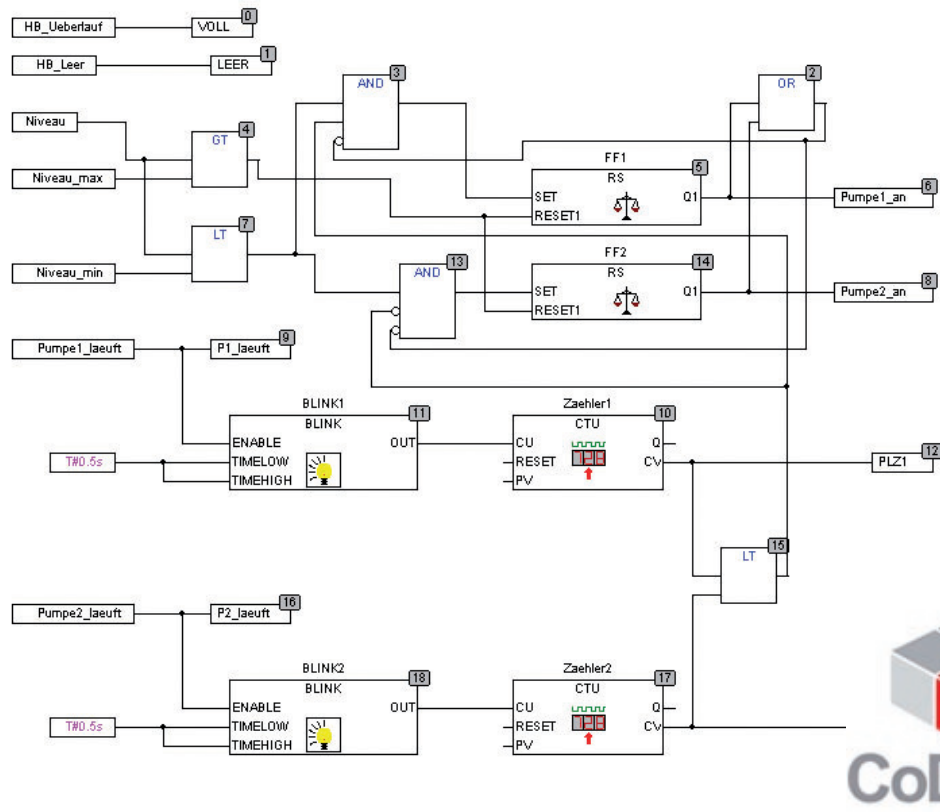 HB_Ueberlauf VOLL 0
HB_Leer LEER 1
AND 3
OR 2
Niveau
GT 4
Niveau_max
FF1
RS 5
SET Q1
RESET1
Pumpe1_an 6
LT 7
Niveau_min
AND 13
FF2
RS 14
SET Q1
RESET1
Pumpe2_an 8
Pumpe1_laeuft P1_laeuft 9
BLINK1
BLINK 11
ENABLE OUT
TIMELOW
TIMEHIGH
T#0.5s
Zaehler1
CTU 10
CU Q
RESET CV
PV
PLZ1 12
LT 15
Pumpe2_laeuft P2_laeuft 16
BLINK2
BLINK 18
ENABLE OUT
TIMELOW
TIMEHIGH
T#0.5s
Zaehler2
CTU 17
CU Q
RESET CV
PV